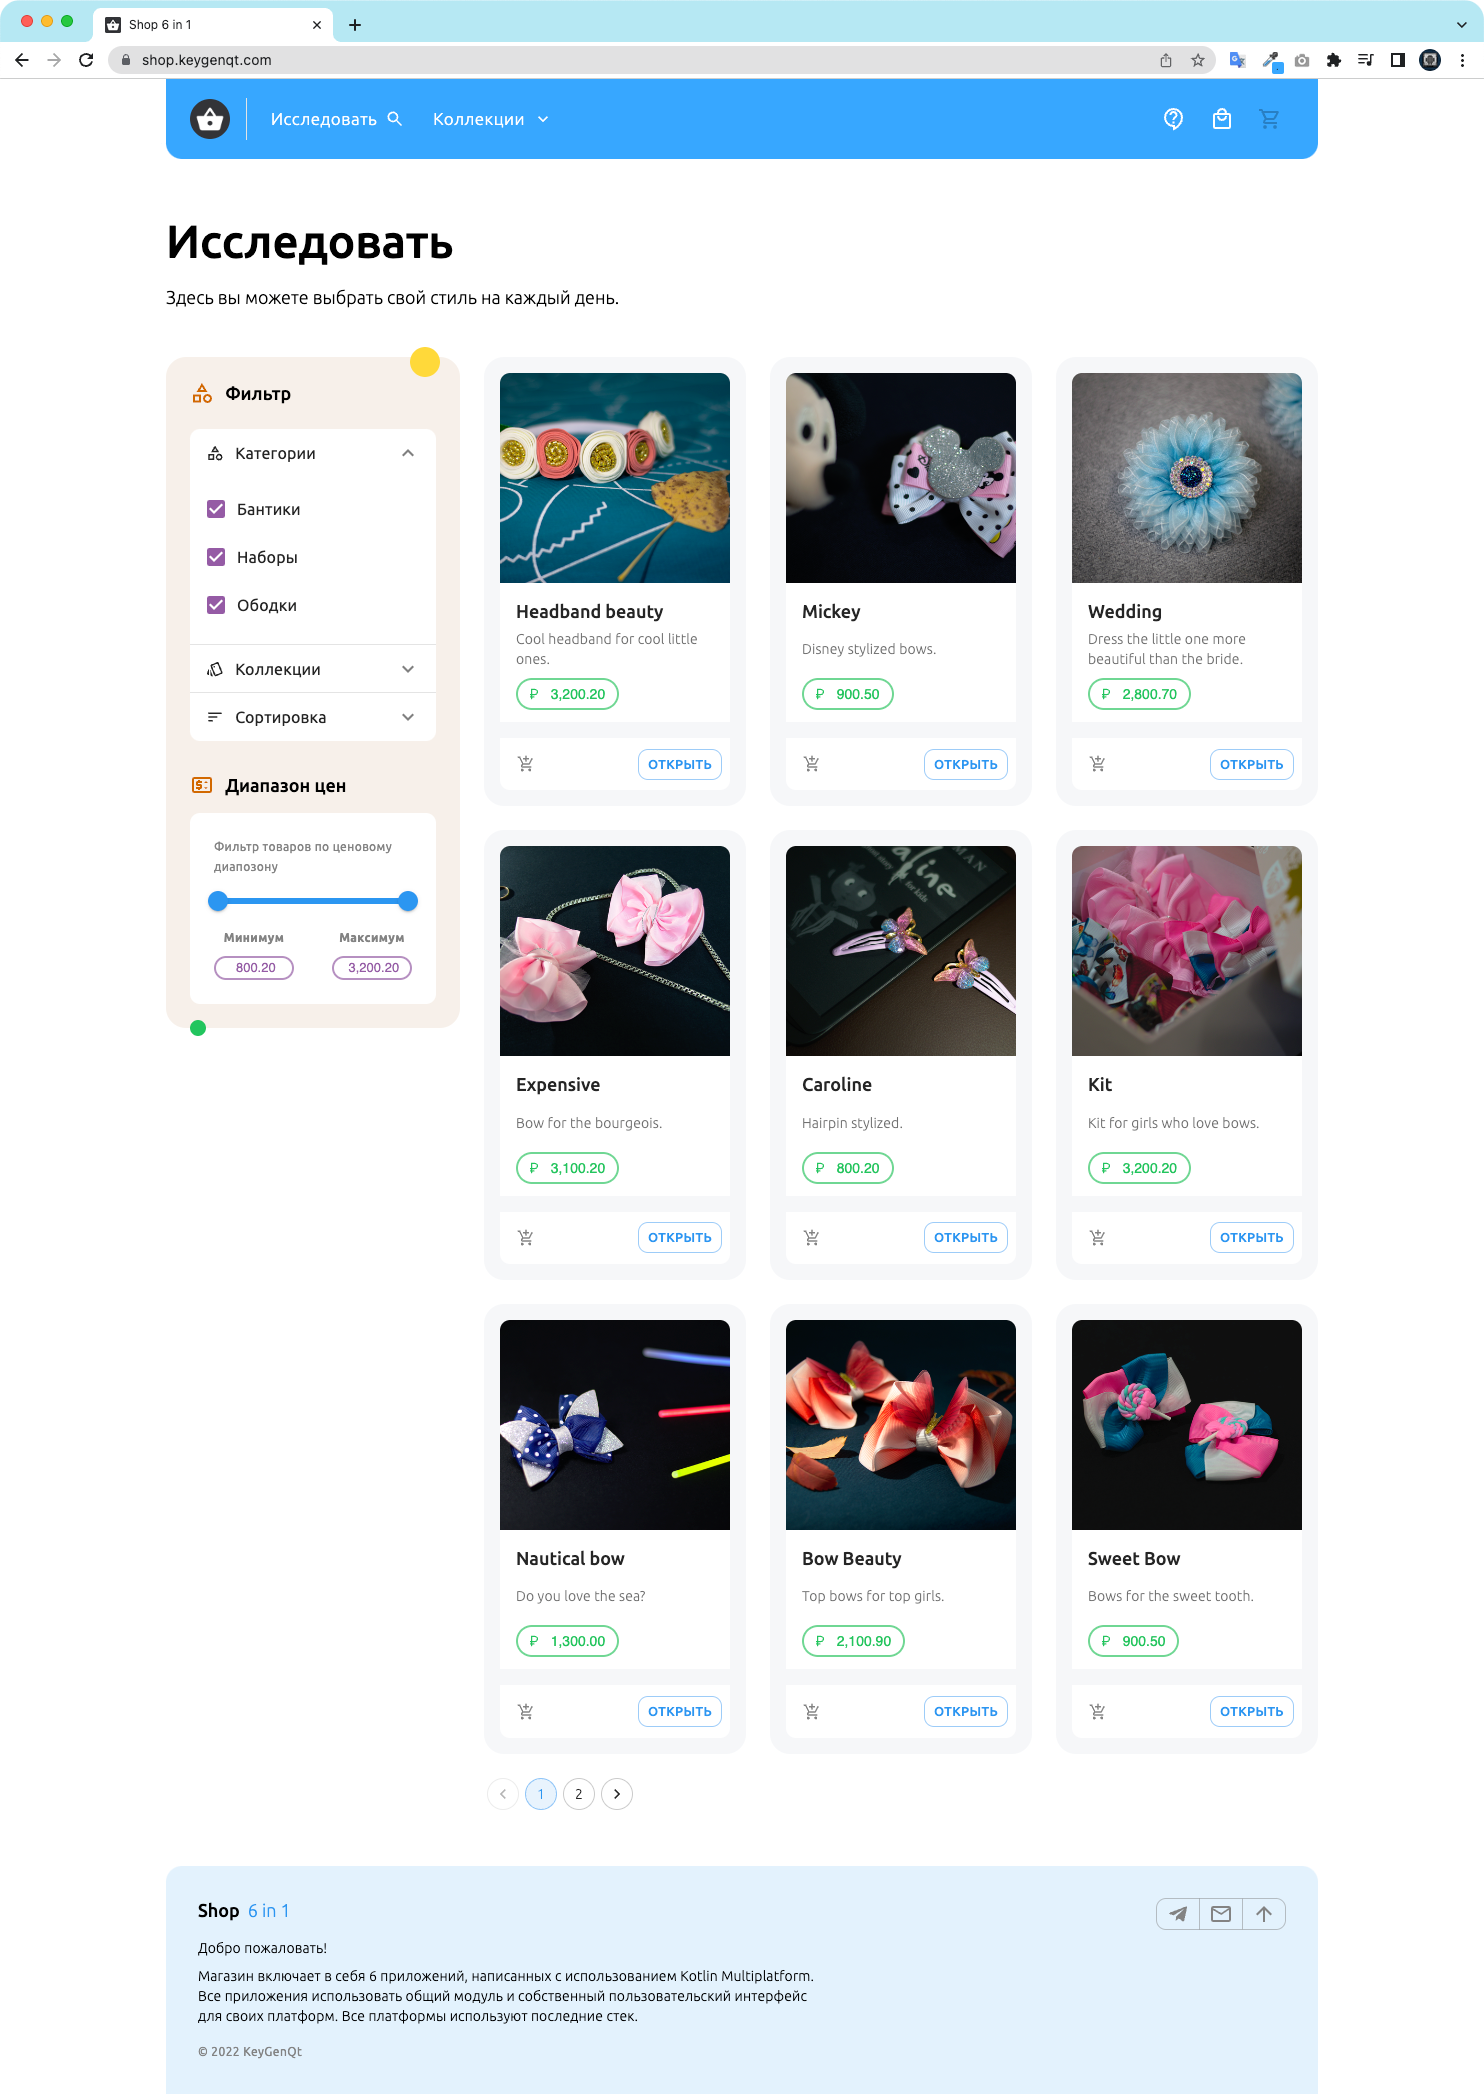 Shop 6 in 1
shop.keygenqt.com
Исследовать
Коллекции
Исследовать
Здесь вы можете выбрать свой стиль на каждый день.
Фильтр
Категории
Бантики
Наборы
Ободки
Коллекции
Сортировка
Диапазон цен
Фильтр товаров по ценовому
диапозону
Минимум Максимум
800.20 3,200.20
Headband beauty
Cool headband for cool little
ones.
₽ 3,200.20
ОТКРЫТЬ
Mickey
Disney stylized bows.
₽ 900.50
ОТКРЫТЬ
Wedding
Dress the little one more
beautiful than the bride.
₽ 2,800.70
ОТКРЫТЬ
Expensive
Bow for the bourgeois.
₽ 3,100.20
ОТКРЫТЬ
for kids
Caroline
Hairpin stylized.
₽ 800.20
ОТКРЫТЬ
Kit
Kit for girls who love bows.
₽ 3,200.20
ОТКРЫТЬ
Nautical bow
Do you love the sea?
₽ 1,300.00
ОТКРЫТЬ
Bow Beauty
Top bows for top girls.
₽ 2,100.90
ОТКРЫТЬ
Sweet Bow
Bows for the sweet tooth.
₽ 900.50
ОТКРЫТЬ
1 2
Shop 6 in 1
Добро пожаловать!
Магазин включает в себя 6 приложений, написанных с использованием Kotlin Multiplatform.
Все приложения использовать общий модуль и собственный пользовательский интерфейс
для своих платформ. Все платформы используют последние стек.
© 2022 KeyGenQt